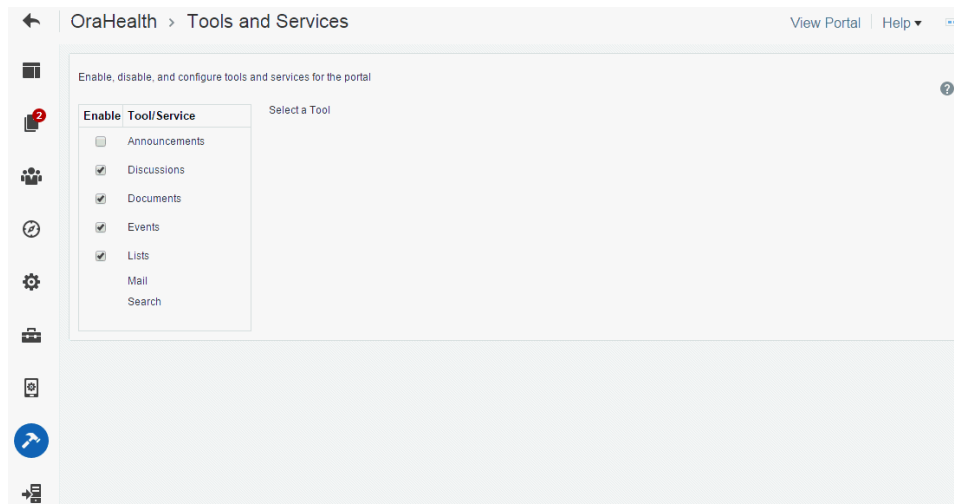 OraHealth > Tools and Services
View Portal Help
Enable, disable, and configure tools and services for the portal
2
Enable Tool/Service
Select a Tool
Announcements
Discussions
Documents
Events
Lists
Mail
Search
?